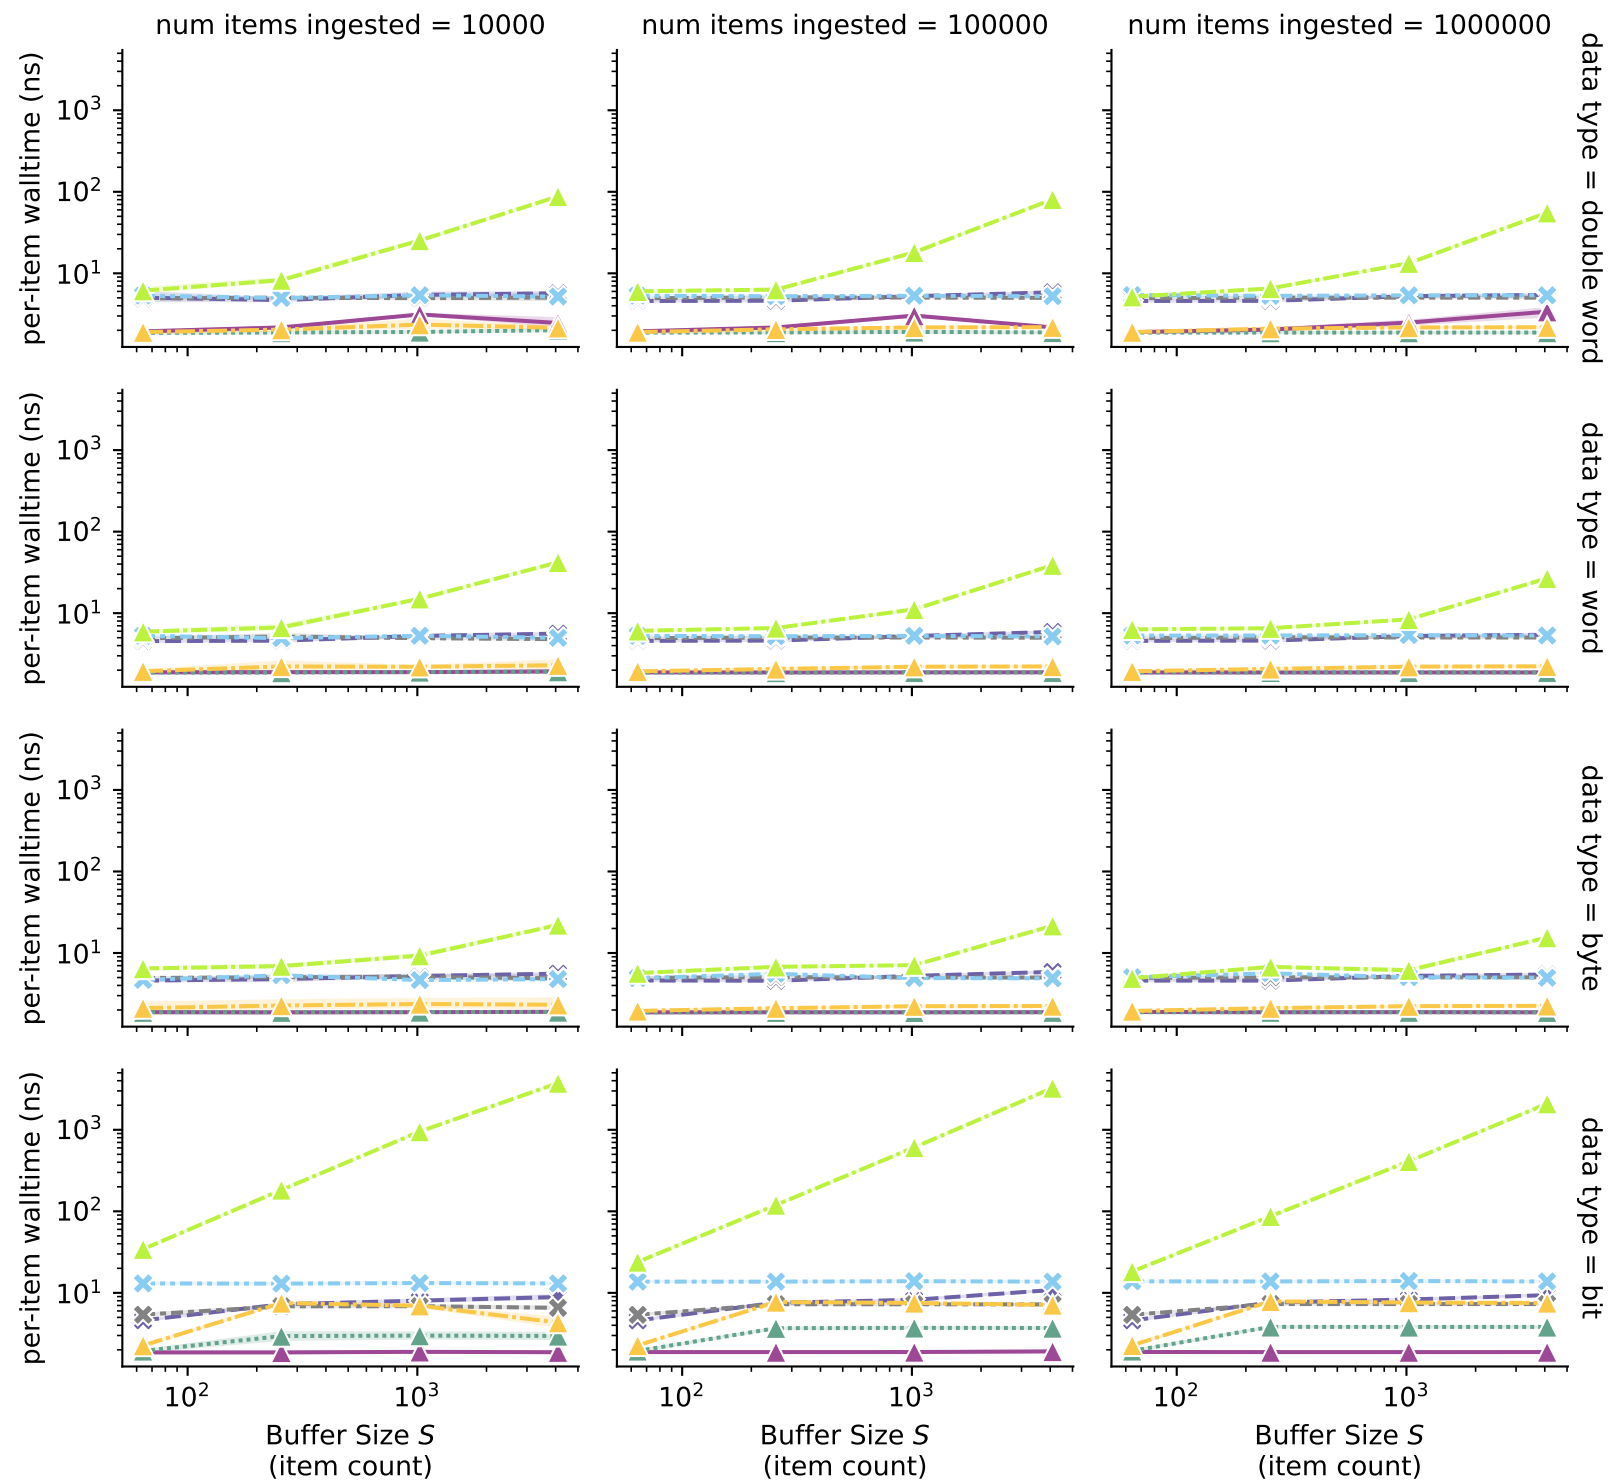 num items ingested = 10000
num items ingested = 100000
num items ingested = 1000000
per-item walltime (ns)
10³
10²
10¹
data type = double word
per-item walltime (ns)
10³
10²
10¹
data type = word
per-item walltime (ns)
10³
10²
10¹
data type = byte
per-item walltime (ns)
10³
10²
10¹
data type = bit
10² 10³
10² 10³
10² 10³
Buffer Size S
(item count)
Buffer Size S
(item count)
Buffer Size S
(item count)